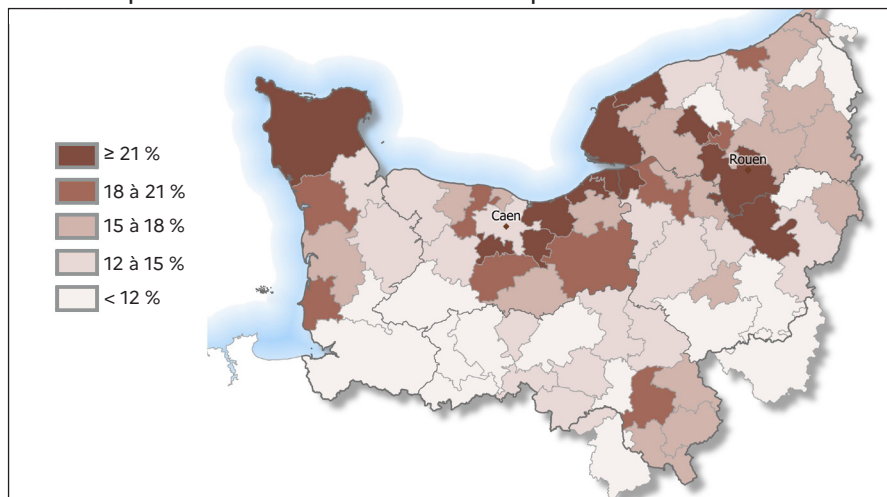 ≥ 21 %
18 à 21 %
15 à 18 %
12 à 15 %
< 12 %
Rouen
Caen